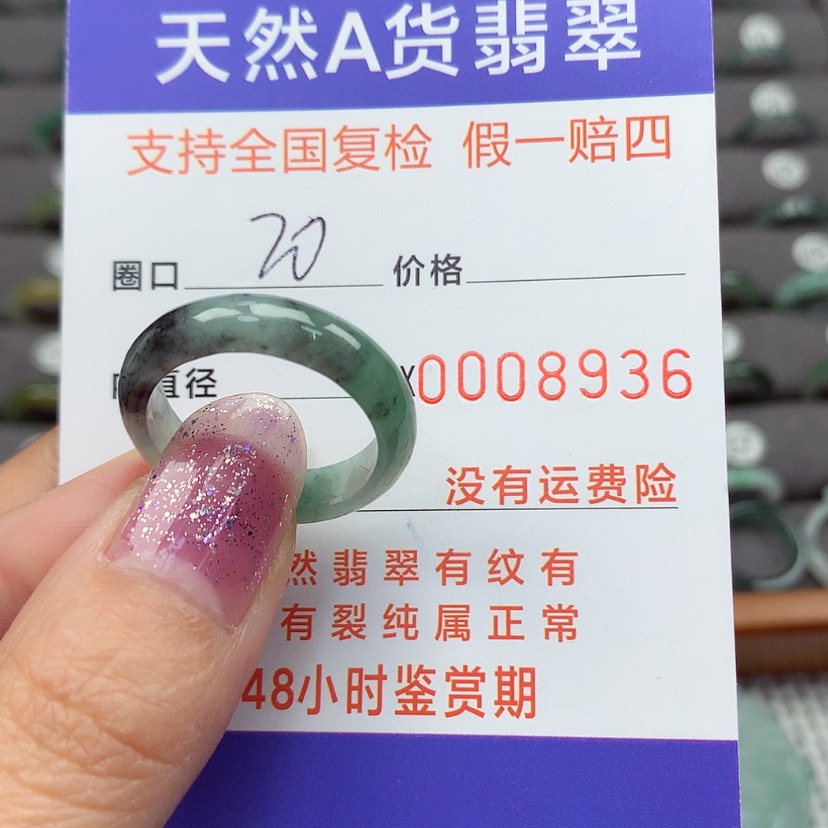 天然A货翡翠
支持全国复检 假一赔四
圈口 20 价格
直径 0008936
没有运费险
然翡翠有纹有
有裂纯属正常
48小时鉴赏期